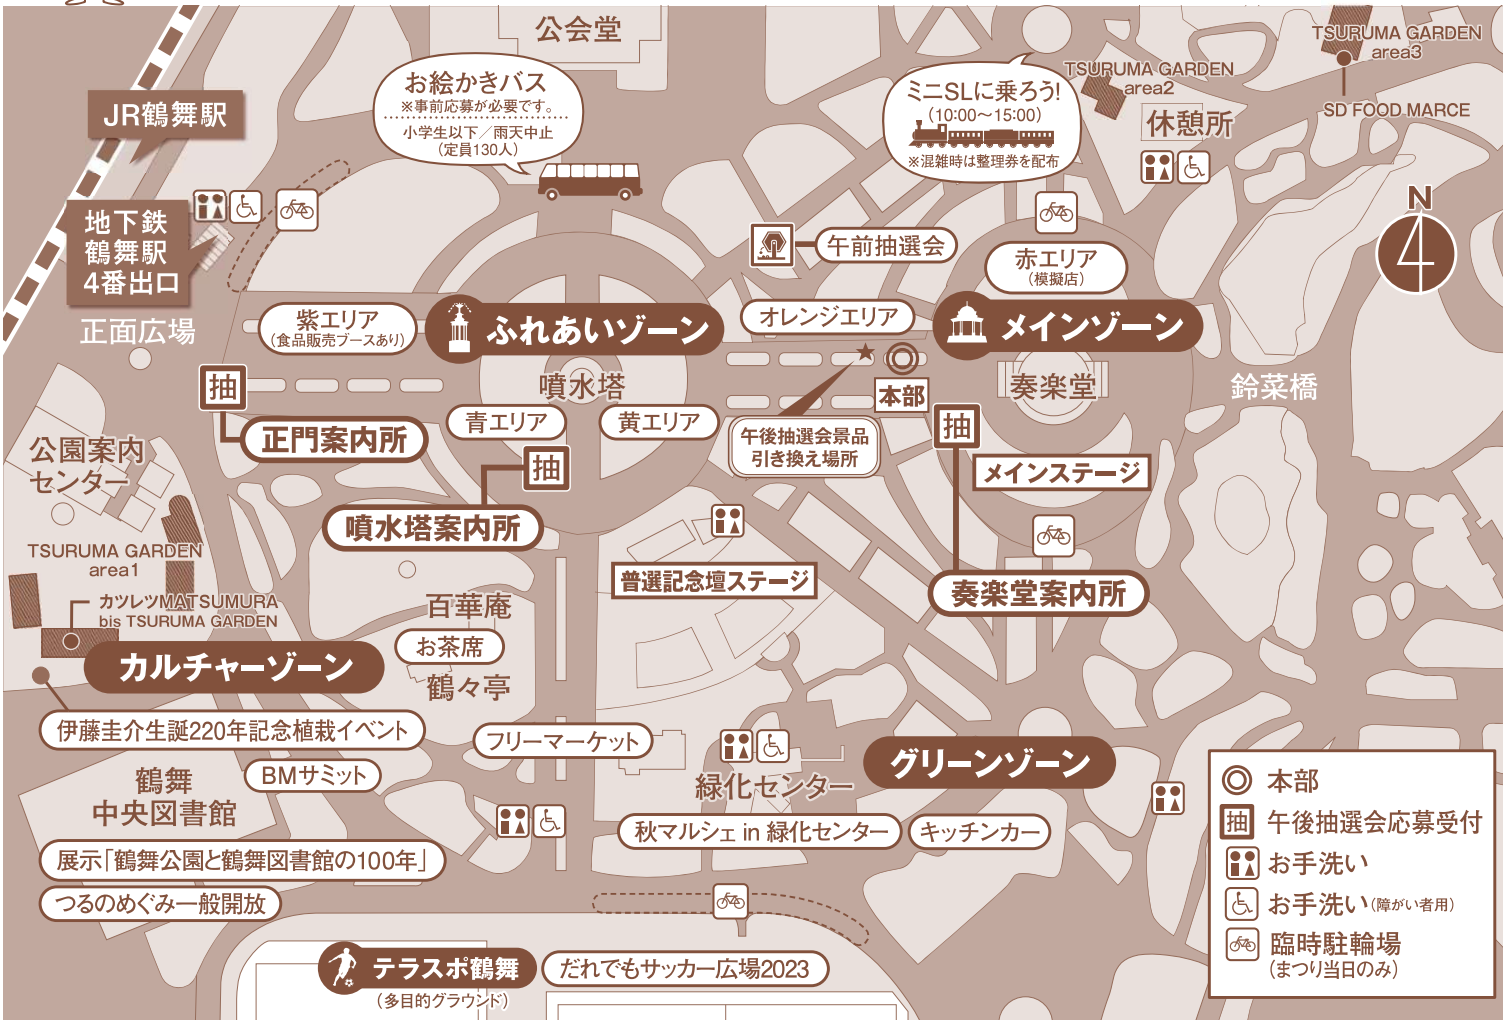 公会堂
TSURUMA GARDEN
area3
SD FOOD MARCE
お絵かきバス
※事前応募が必要です。
小学生以下／雨天中止
(定員130人)
ミニSLに乗ろう!
(10:00〜15:00)
※混雑時は整理券を配布
TSURUMA GARDEN
area2
休憩所
JR鶴舞駅
地下鉄
鶴舞駅
4番出口
正面広場
N
午前抽選会
赤エリア
(模擬店)
紫エリア
(食品販売ブースあり)
ふれあいゾーン
オレンジエリア
メインゾーン
噴水塔
本部
奏楽堂
鈴菜橋
抽
正門案内所
青エリア
黄エリア
午後抽選会景品
引き換え場所
抽
メインステージ
公園案内
センター
抽
噴水塔案内所
TSURUMA GARDEN
area1
カツレツMATSUMURA
bis TSURUMA GARDEN
普選記念壇ステージ
奏楽堂案内所
百華庵
お茶席
鶴々亭
カルチャーゾーン
伊藤圭介生誕220年記念植栽イベント
フリーマーケット
BMサミット
鶴舞
中央図書館
緑化センター
グリーンゾーン
秋マルシェ in 緑化センター
キッチンカー
展示「鶴舞公園と鶴舞図書館の100年」
つるのめぐみ一般開放
テラスポ鶴舞
(多目的グラウンド)
だれでもサッカー広場2023
本部
抽 午後抽選会応募受付
お手洗い
お手洗い(障がい者用)
臨時駐輪場
(まつり当日のみ)